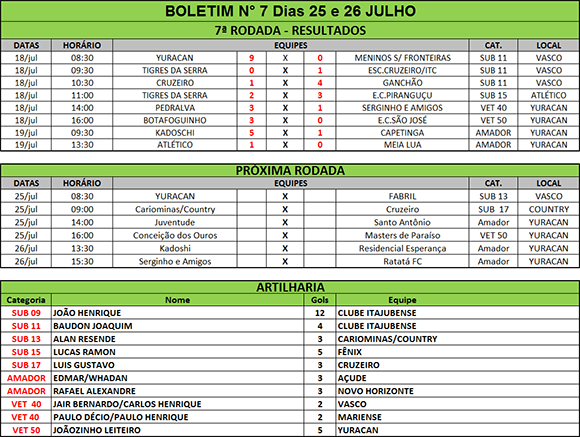 BOLETIM N° 7 Dias 25 e 26 JULHO
7ª RODADA - RESULTADOS
DATAS HORÁRIO EQUIPES CAT. LOCAL
18/jul 08:30 YURACAN 9 X 0 MENINOS S/ FRONTEIRAS SUB 11 VASCO
18/jul 09:30 TIGRES DA SERRA 0 X 1 ESC.CRUZEIRO/ITC SUB 11 VASCO
18/jul 10:30 CRUZEIRO 1 X 4 GANCHÃO SUB 11 VASCO
18/jul 11:00 TIGRES DA SERRA 2 X 3 E.C.PIRANGUÇU SUB 15 ATLÉTICO
18/jul 14:00 PEDRALVA 3 X 1 SERGINHO E AMIGOS VET 40 YURACAN
18/jul 16:00 BOTAFOGUINHO 3 X 0 E.C.SÃO JOSÉ VET 50 YURACAN
19/jul 09:30 KADOSCHI 5 X 1 CAPETINGA AMADOR YURACAN
19/jul 13:30 ATLÉTICO 1 X 0 MEIA LUA AMADOR YURACAN
PRÓXIMA RODADA
DATAS HORÁRIO EQUIPES CAT. LOCAL
25/jul 08:30 YURACAN X FABRIL SUB 13 VASCO
25/jul 09:00 Cariominas/Country X Cruzeiro SUB 17 COUNTRY
25/jul 14:00 Juventude X Santo Antônio Amador YURACAN
25/jul 16:00 Conceição dos Ouros X Masters de Paraíso VET 50 YURACAN
26/jul 13:30 Kadoshi X Residencial Esperança Amador YURACAN
26/jul 15:30 Serginho e Amigos X Ratatá FC Amador YURACAN
ARTILHARIA
Categoria Nome Gols Equipe
SUB 09 JOÃO HENRIQUE 12 CLUBE ITAJUBENSE
SUB 11 BAUDON JOAQUIM 4 CLUBE ITAJUBENSE
SUB 13 ALAN RESENDE 3 CARIOMINAS/COUNTRY
SUB 15 LUCAS RAMON 5 FÊNIX
SUB 17 LUIS GUSTAVO 3 CRUZEIRO
AMADOR EDMAR/WHADAN 3 AÇUDE
AMADOR RAFAEL ALEXANDRE 3 NOVO HORIZONTE
VET 40 JAIR BERNARDO/CARLOS HENRIQUE 2 VASCO
VET 40 PAULO DÉCIO/PAULO HENRIQUE 2 MARIENSE
VET 50 JOÃOZINHO LEITEIRO 5 YURACAN